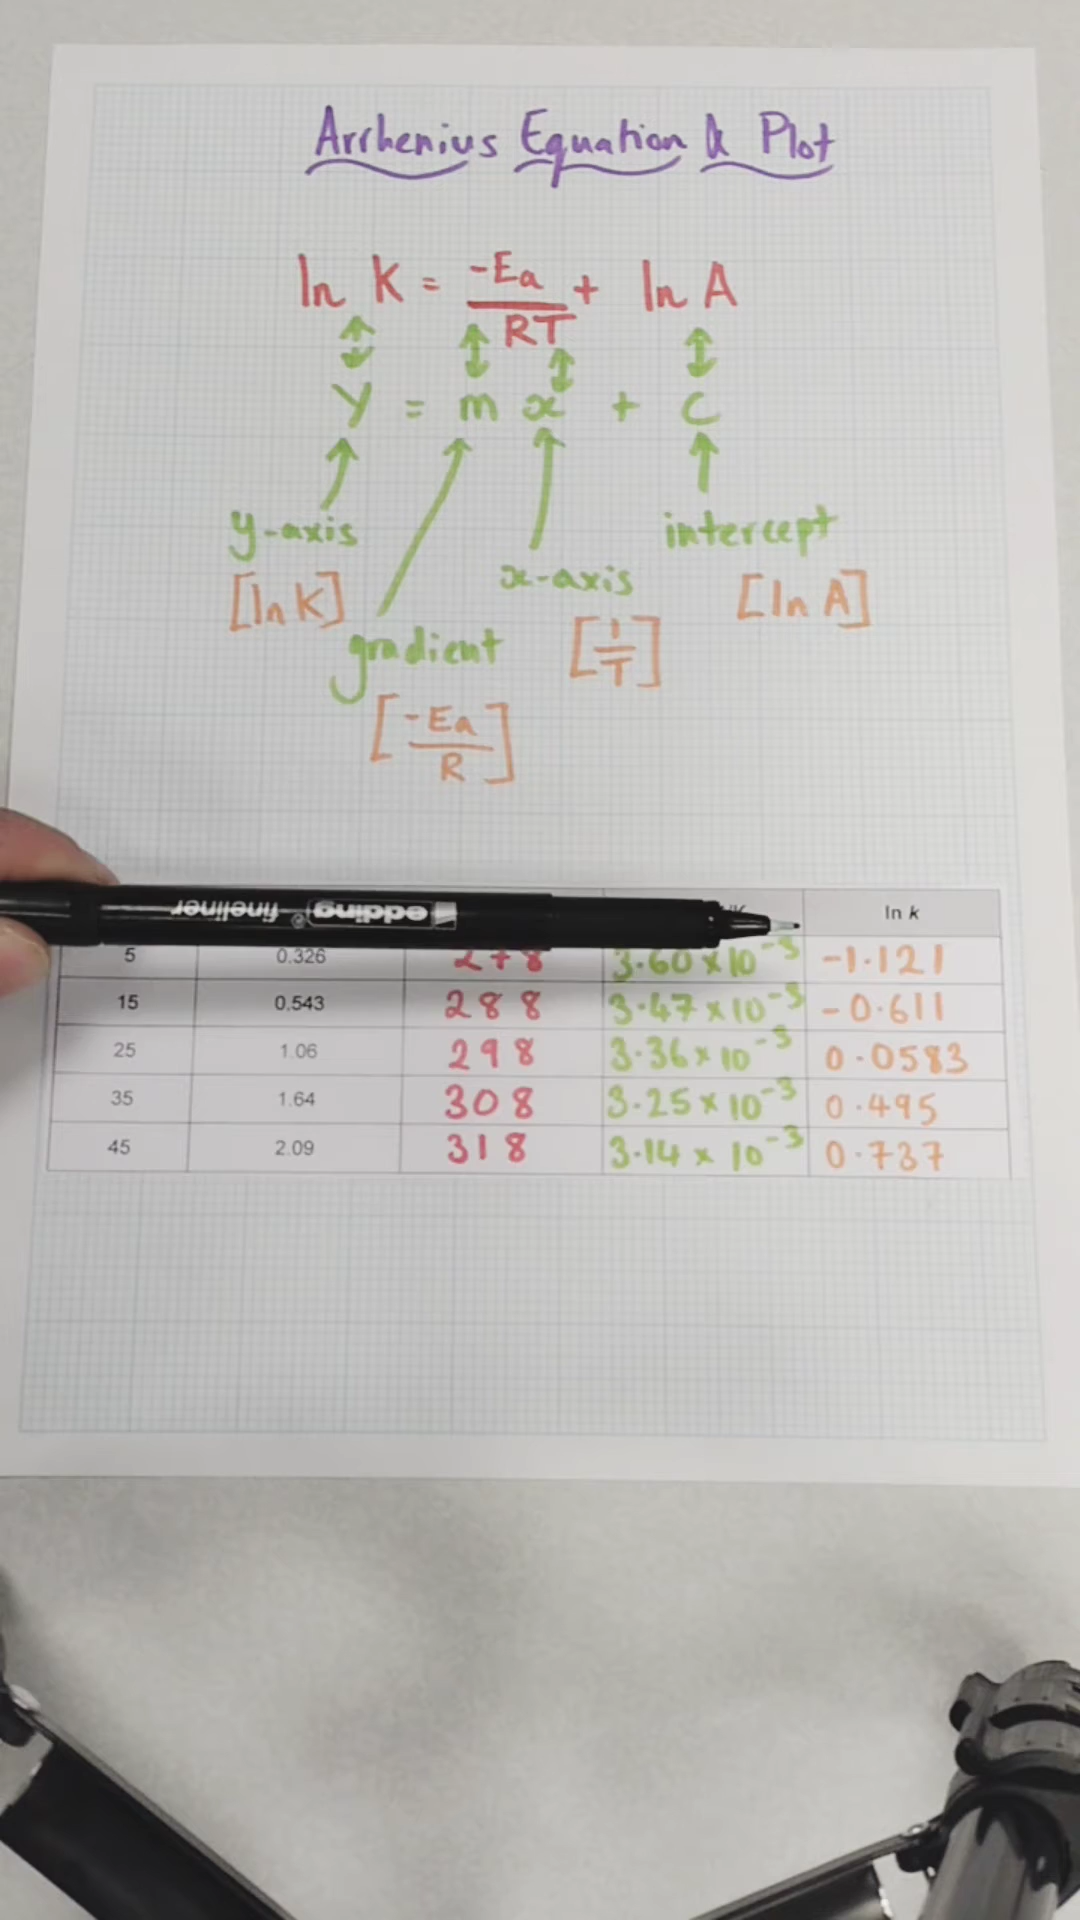 Arrhenius Equation & Plot
ln K = -Ea/RT + ln A
y = m x + c
y-axis
intercept
x-axis
[ln K]
[ln A]
gradient
[1/T]
[-Ea/R]
edding fineliner
ln k
5 0.326 278 3.60 x 10⁻³ -1.121
15 0.543 288 3.47 x 10⁻³ -0.611
25 1.06 298 3.36 x 10⁻³ 0.0583
35 1.64 308 3.25 x 10⁻³ 0.495
45 2.09 318 3.14 x 10⁻³ 0.737